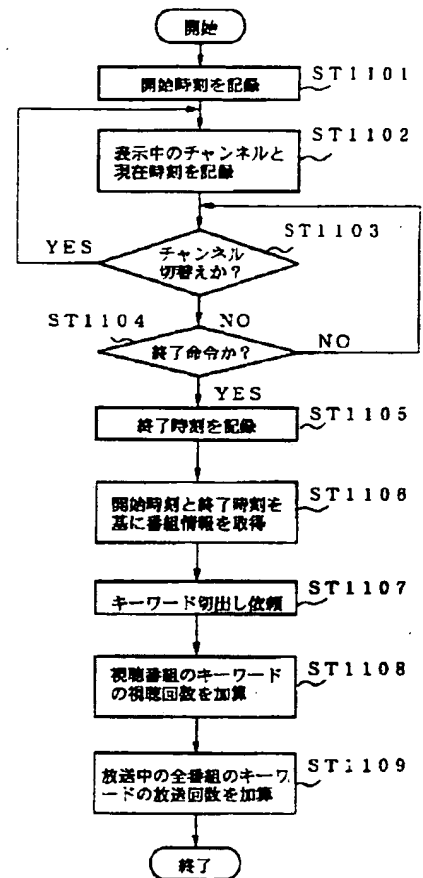 開始
開始時刻を記録
ST1101
表示中のチャンネルと
現在時刻を記録
ST1102
チャンネル
切替えか?
ST1103
YES
NO
終了命令か?
ST1104
NO
YES
終了時刻を記録
ST1105
開始時刻と終了時刻を
基に番組情報を取得
ST1106
キーワード切出し依頼
ST1107
視聴番組のキーワード
の視聴回数を加算
ST1108
放送中の全番組のキーワ
ードの放送回数を加算
ST1109
終了